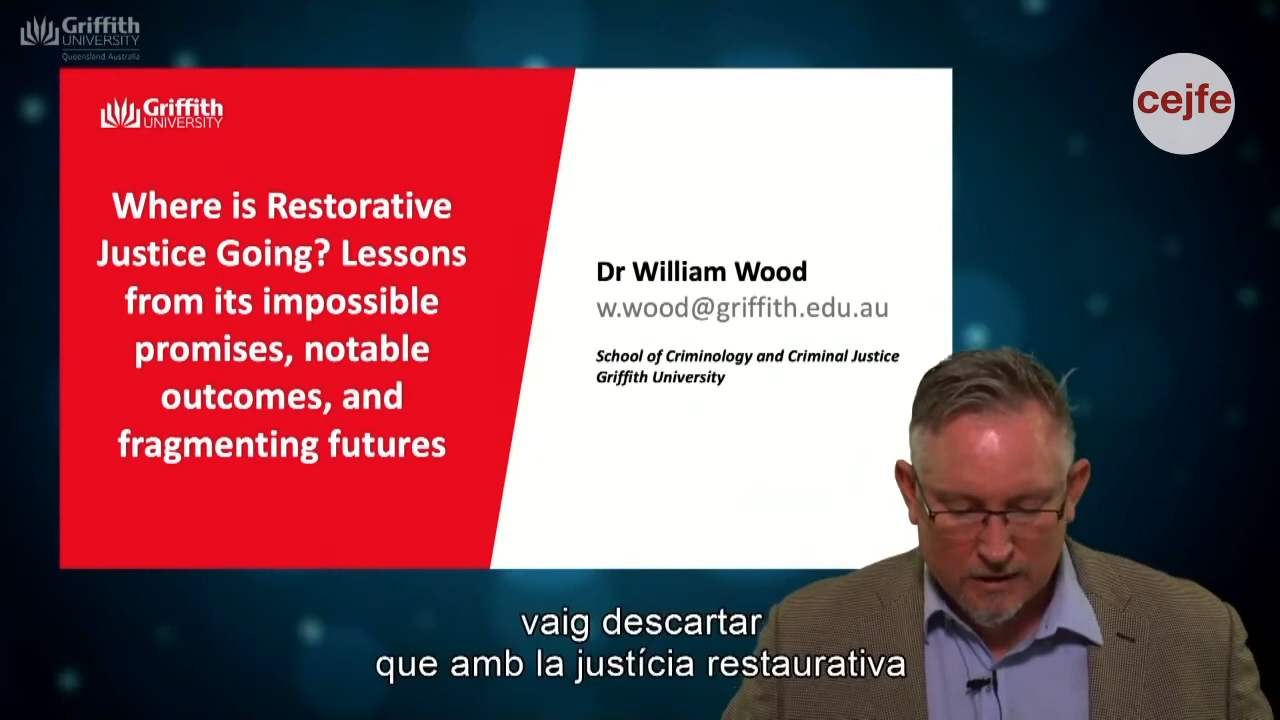 Griffith
UNIVERSITY
Queensland, Australia
cejfe
Griffith
UNIVERSITY
Where is Restorative
Justice Going? Lessons
from its impossible
promises, notable
outcomes, and
fragmenting futures
Dr William Wood
w.wood@griffith.edu.au
School of Criminology and Criminal Justice
Griffith University
vaig descartar
que amb la justícia restaurativa